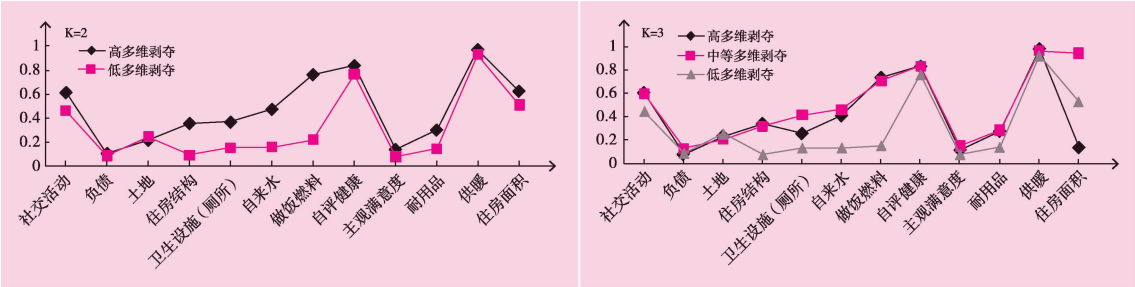 K=2
高多维剥夺
低多维剥夺
1
0.8
0.6
0.4
0.2
0
社交活动
负债
土地
住房结构
卫生设施（厕所）
自来水
做饭燃料
自评健康
主观满意度
耐用品
供暖
住房面积
K=3
高多维剥夺
中等多维剥夺
低多维剥夺
1
0.8
0.6
0.4
0.2
0
社交活动
负债
土地
住房结构
卫生设施（厕所）
自来水
做饭燃料
自评健康
主观满意度
耐用品
供暖
住房面积